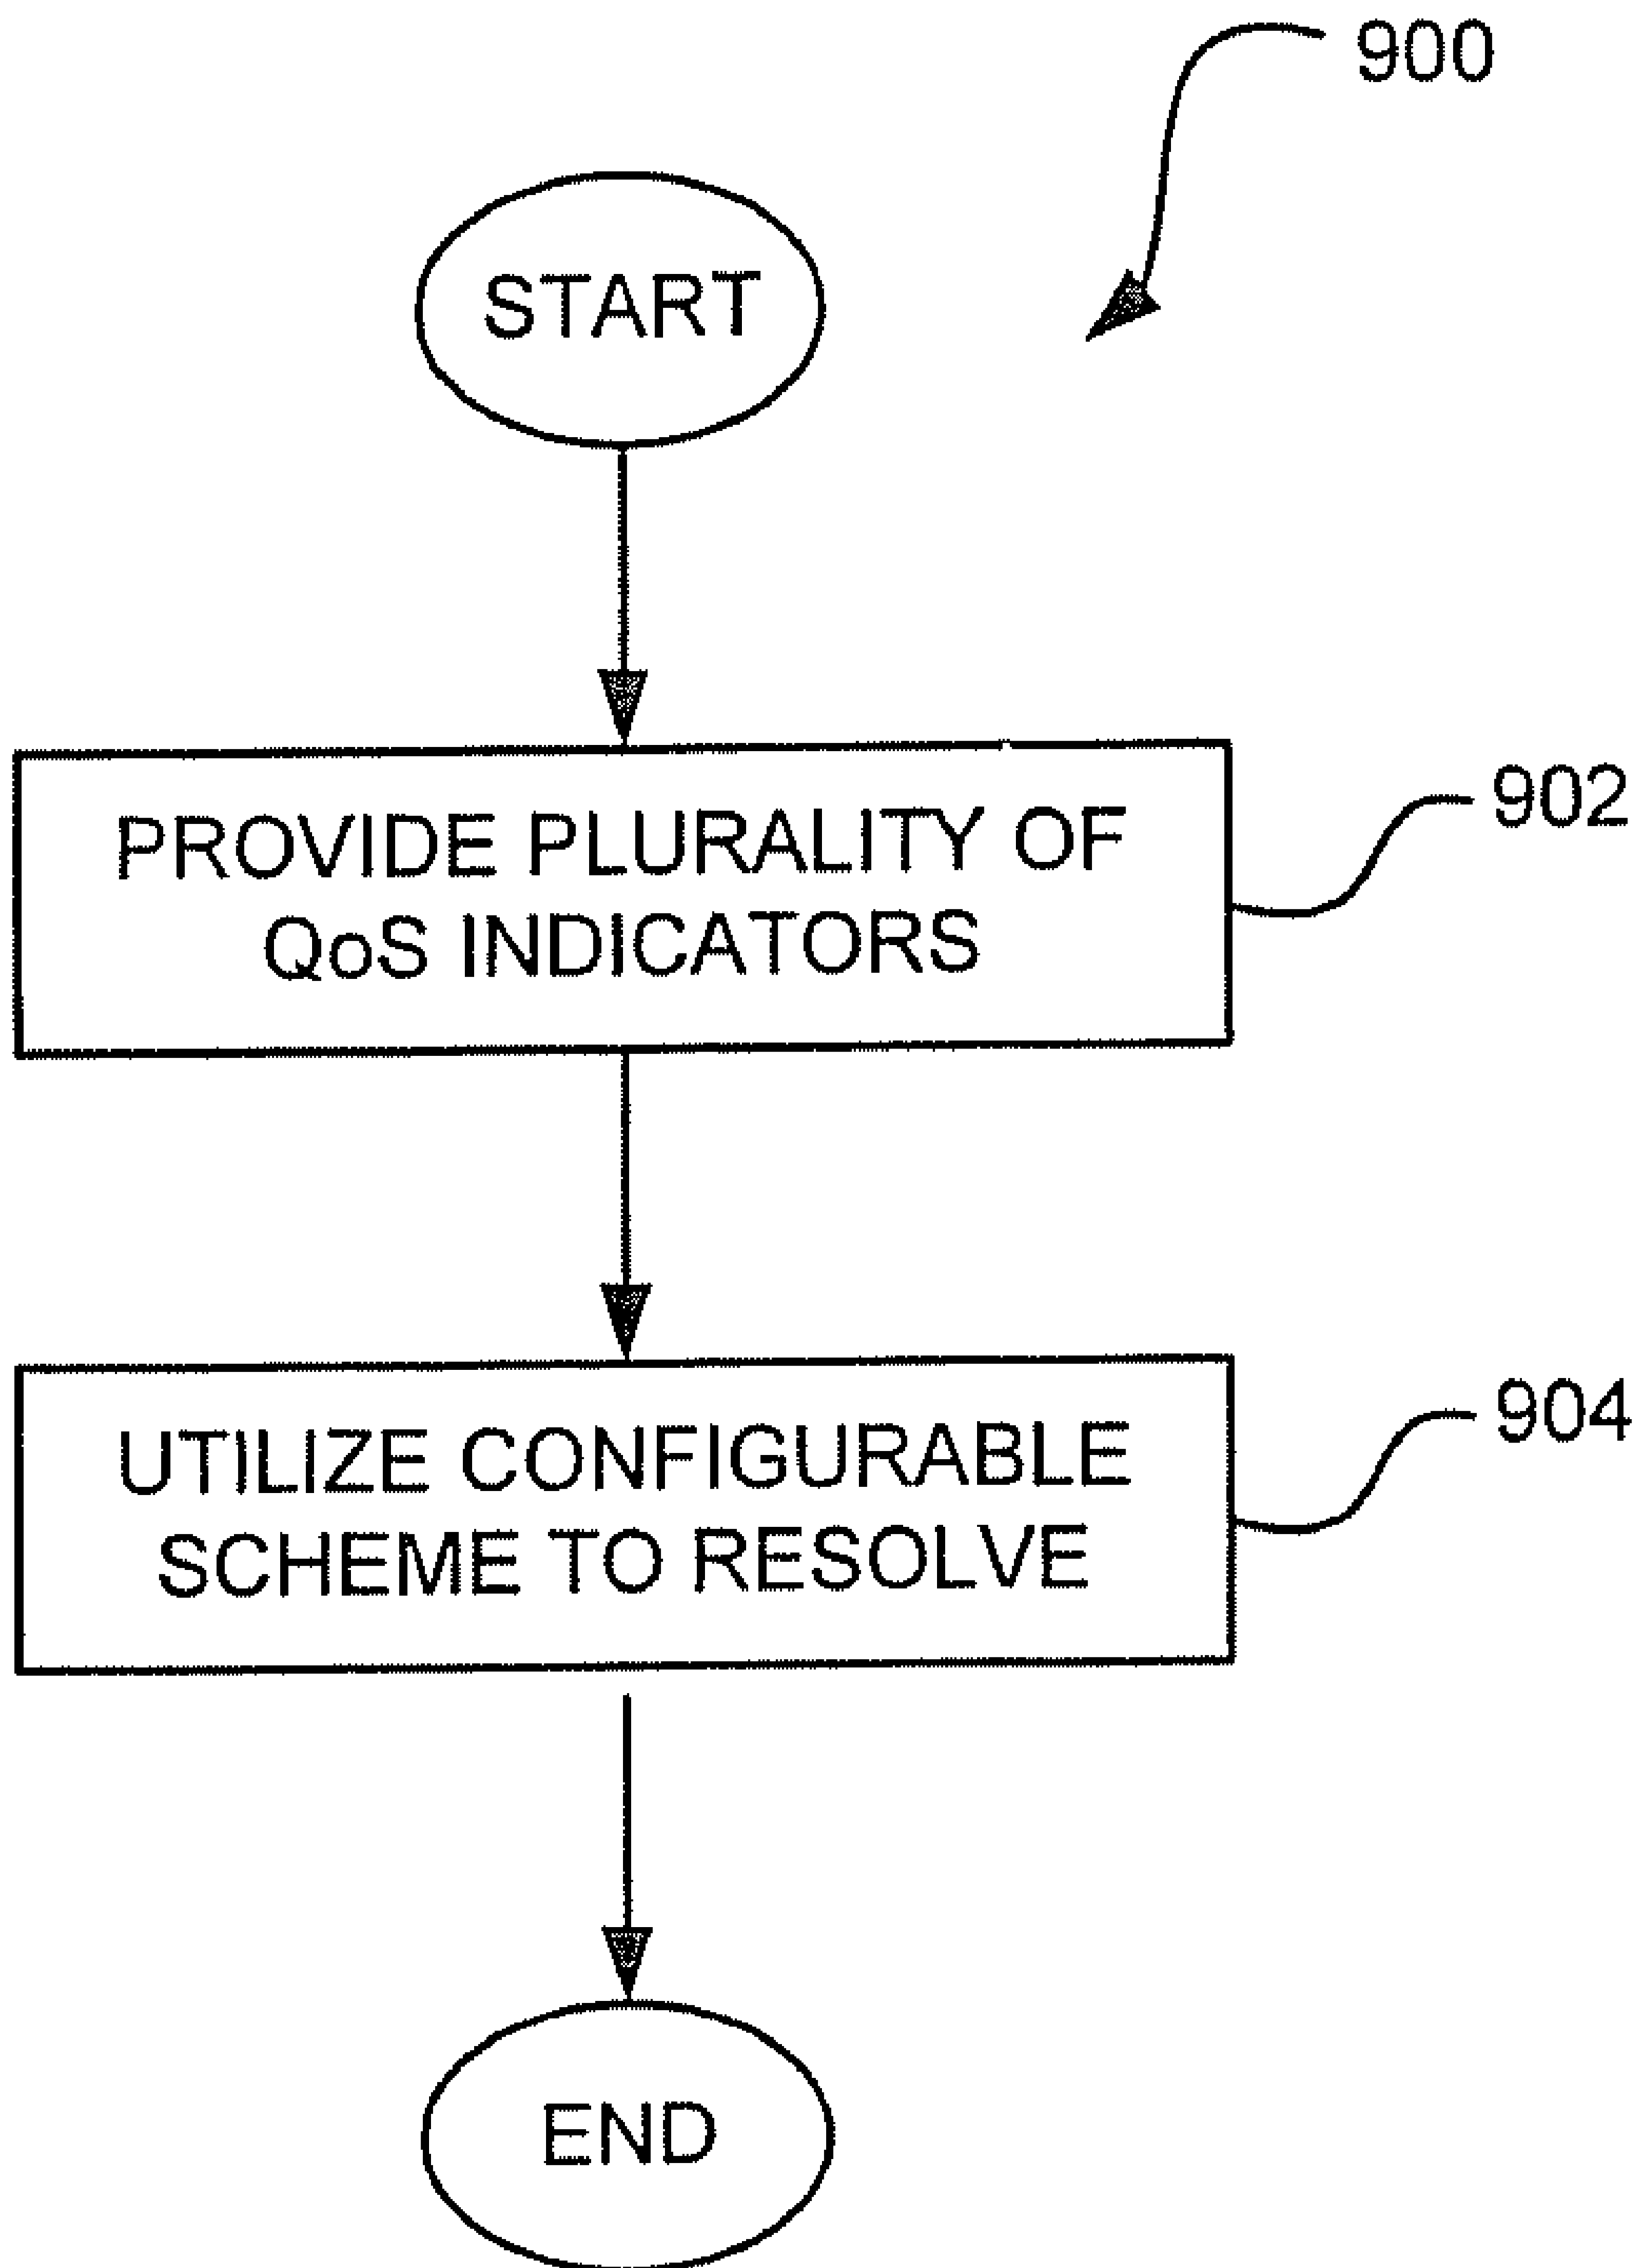 900
START
PROVIDE PLURALITY OF
QoS INDICATORS
902
UTILIZE CONFIGURABLE
SCHEME TO RESOLVE
904
END